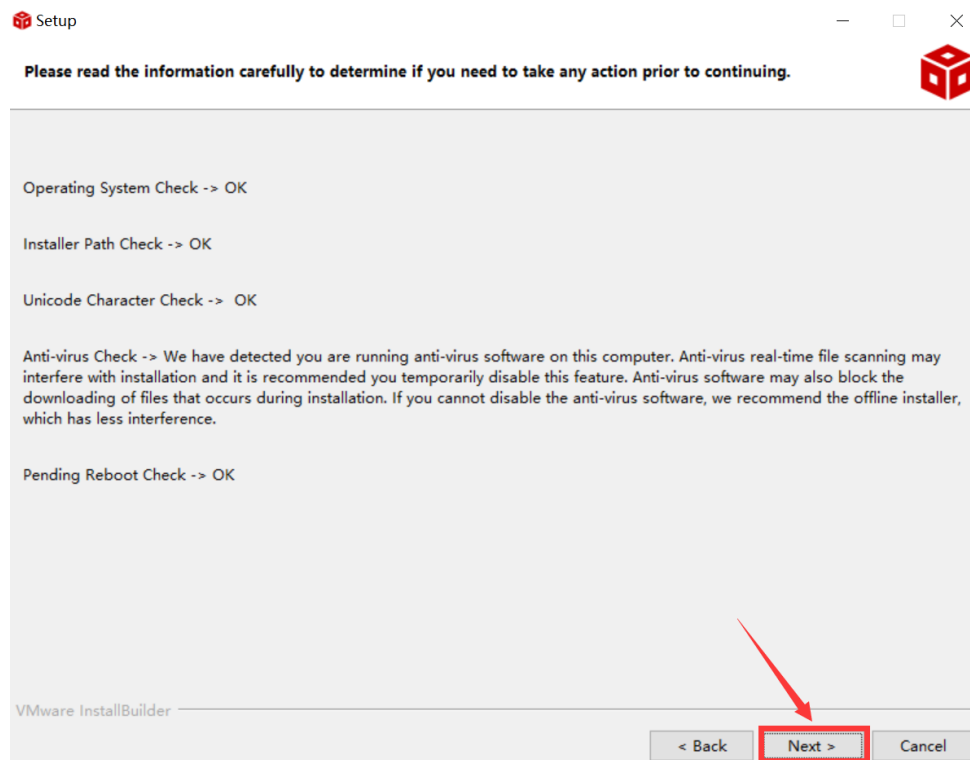 Setup
Please read the information carefully to determine if you need to take any action prior to continuing.
Operating System Check -> OK
Installer Path Check -> OK
Unicode Character Check ->  OK
Anti-virus Check -> We have detected you are running anti-virus software on this computer. Anti-virus real-time file scanning may
interfere with installation and it is recommended you temporarily disable this feature. Anti-virus software may also block the
downloading of files that occurs during installation. If you cannot disable the anti-virus software, we recommend the offline installer,
which has less interference.
Pending Reboot Check -> OK
VMware InstallBuilder
< Back
Next >
Cancel